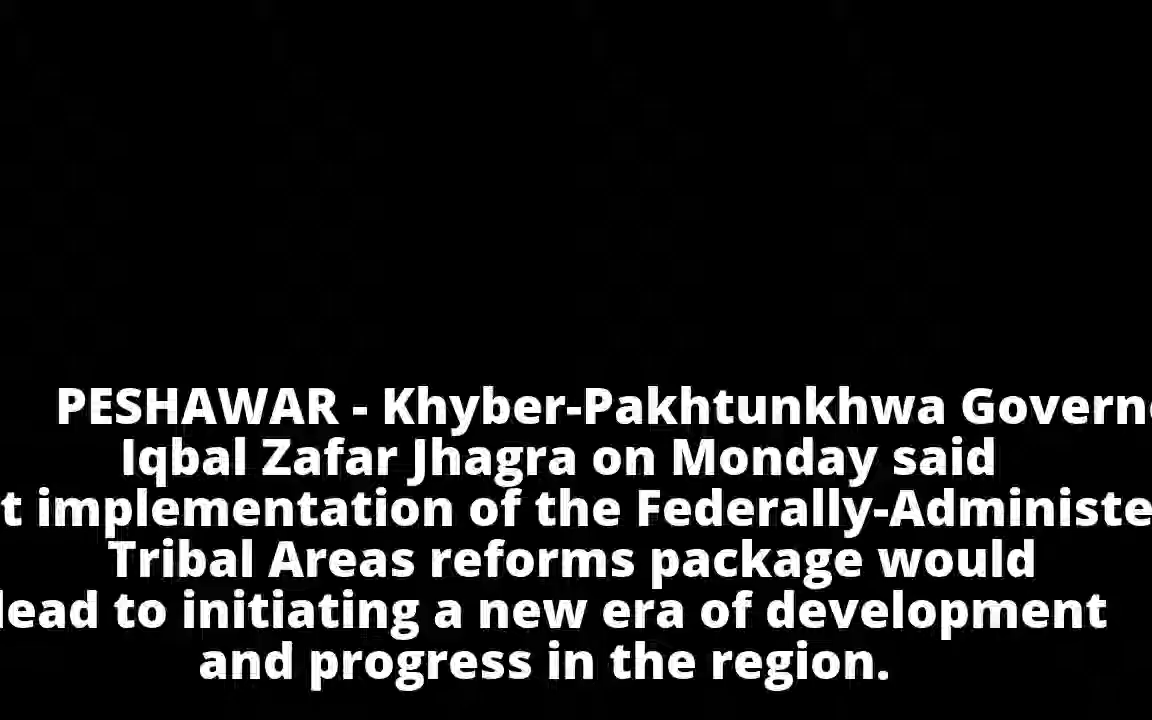 PESHAWAR - Khyber-Pakhtunkhwa Governo
Iqbal Zafar Jhagra on Monday said
t implementation of the Federally-Administe
Tribal Areas reforms package would
lead to initiating a new era of development
and progress in the region.